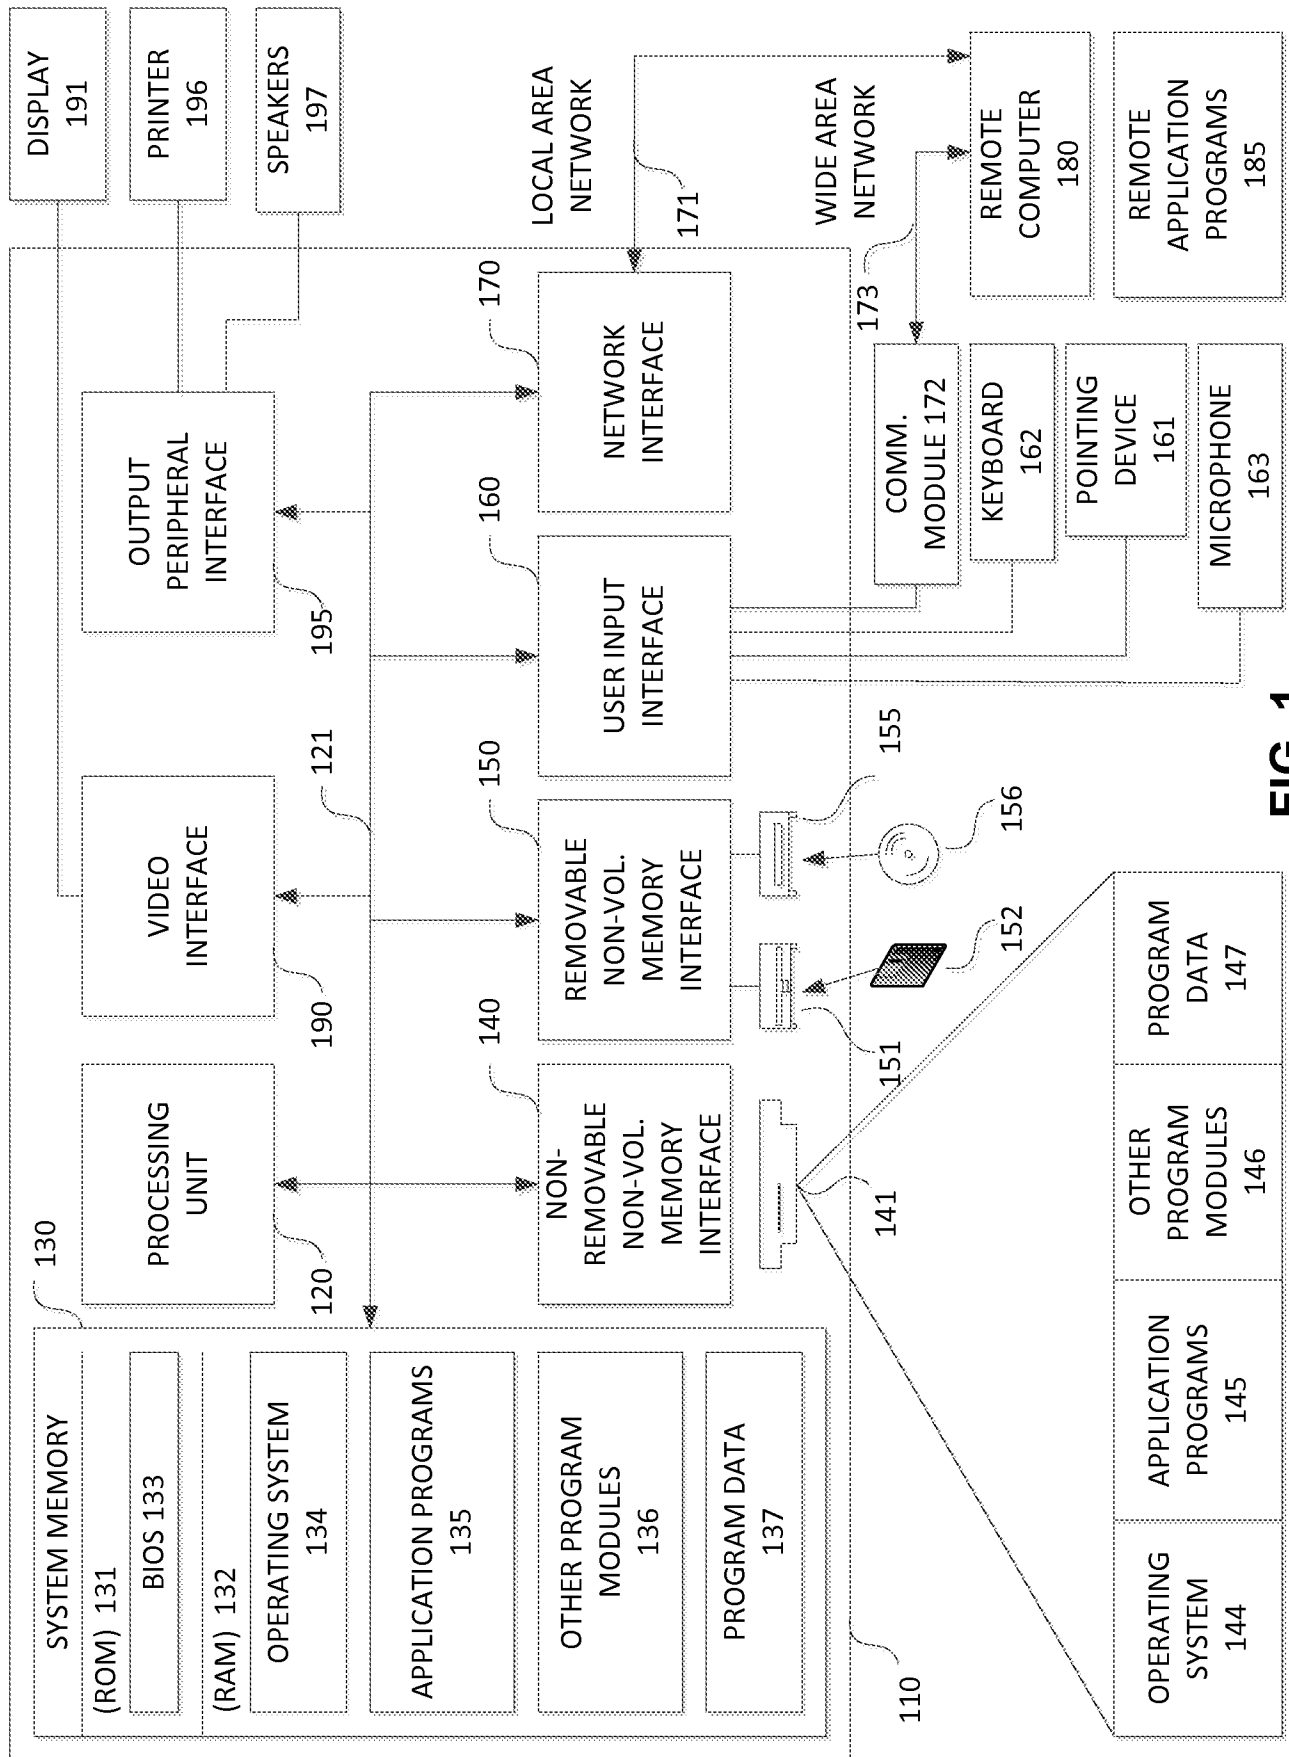 SYSTEM MEMORY
(ROM) 131
BIOS 133
(RAM) 132
OPERATING SYSTEM
134
APPLICATION PROGRAMS
135
OTHER PROGRAM
MODULES
136
PROGRAM DATA
137
130
110
PROCESSING
UNIT
120
VIDEO
INTERFACE
190
121
OUTPUT
PERIPHERAL
INTERFACE
195
DISPLAY
191
PRINTER
196
SPEAKERS
197
NON-
REMOVABLE
NON-VOL.
MEMORY
INTERFACE
140
REMOVABLE
NON-VOL.
MEMORY
INTERFACE
150
USER INPUT
INTERFACE
160
NETWORK
INTERFACE
170
LOCAL AREA
NETWORK
171
WIDE AREA
NETWORK
173
141
151
152
155
156
COMM.
MODULE 172
KEYBOARD
162
POINTING
DEVICE
161
MICROPHONE
163
REMOTE
COMPUTER
180
REMOTE
APPLICATION
PROGRAMS
185
OPERATING
SYSTEM
144
APPLICATION
PROGRAMS
145
OTHER
PROGRAM
MODULES
146
PROGRAM
DATA
147
FIG. 1